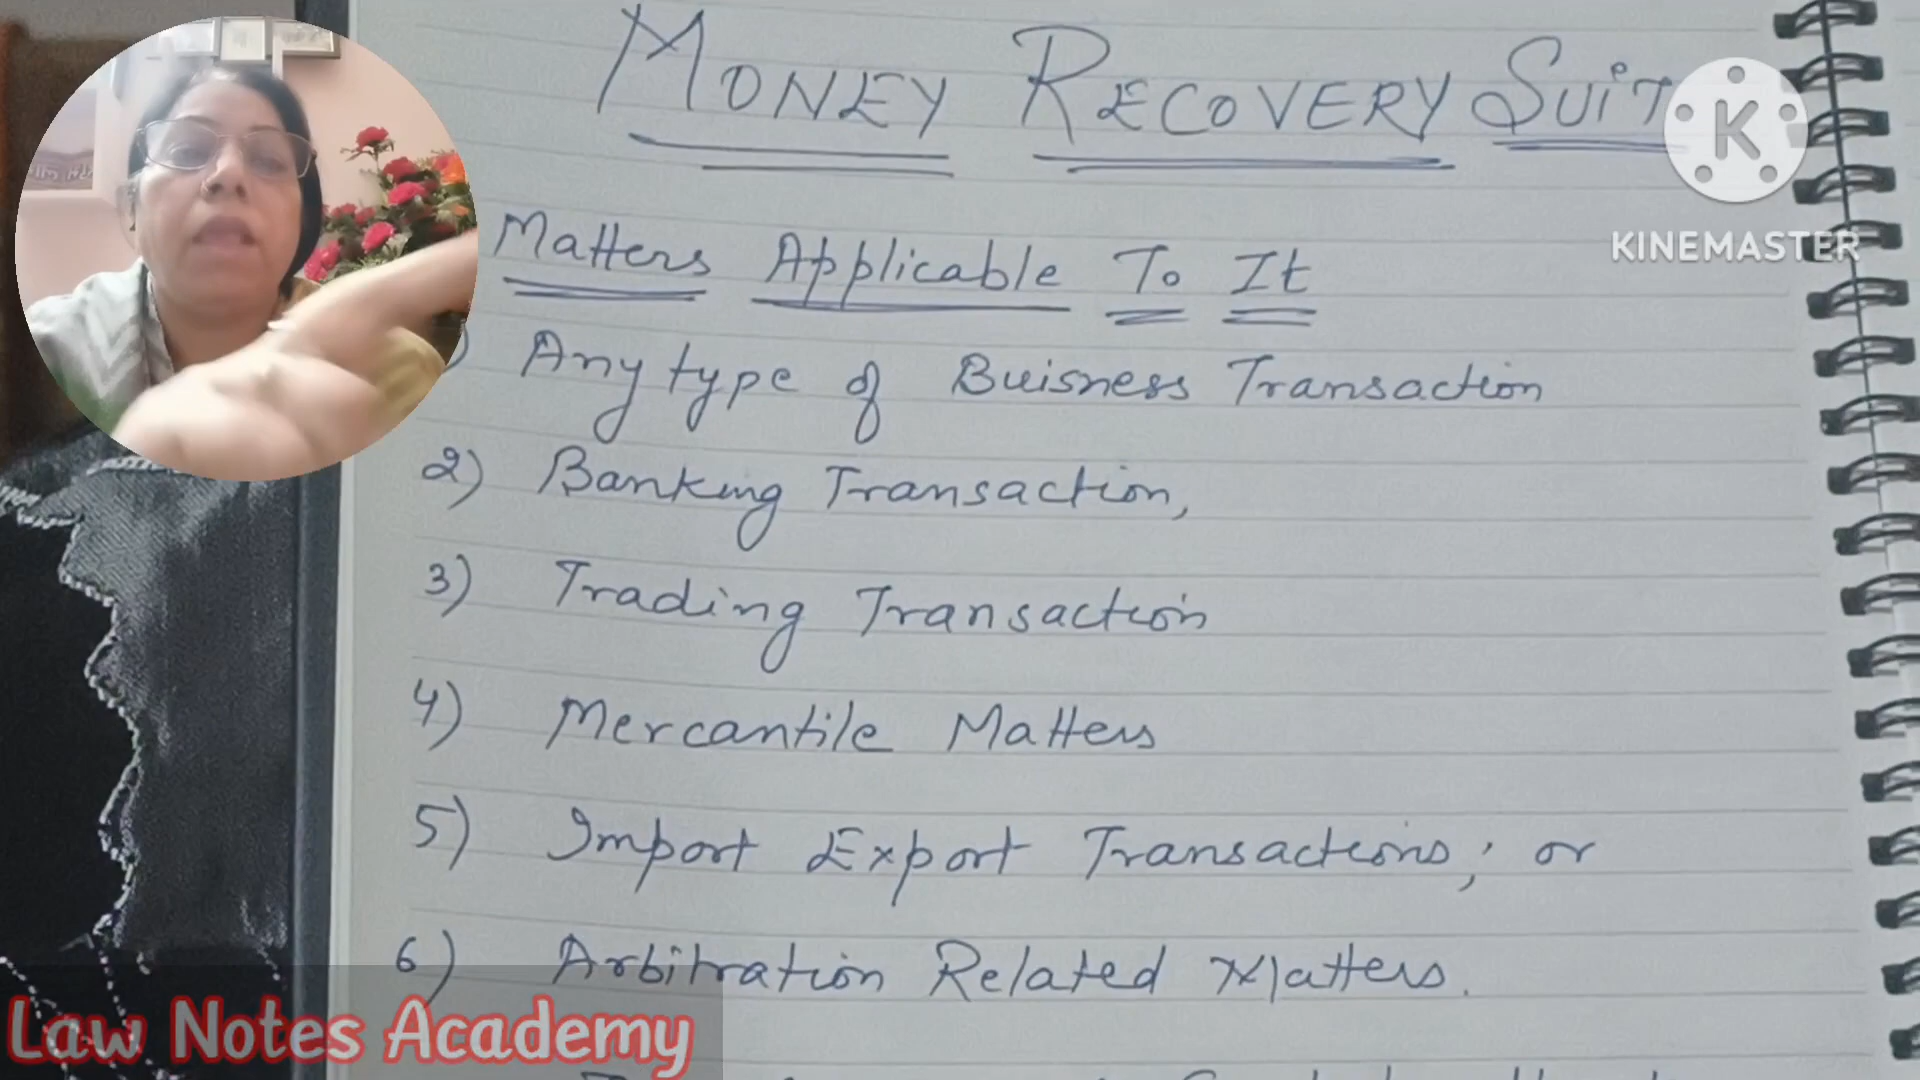 MONEY RECOVERY SUIT
K
KINEMASTER
Matters Applicable To It
) Any type of Buisness Transaction
2) Banking Transaction,
3) Trading Transaction
4) Mercantile Matters
5) Import Export Transactions; or
6) Arbitration Related Matters.
Law Notes Academy